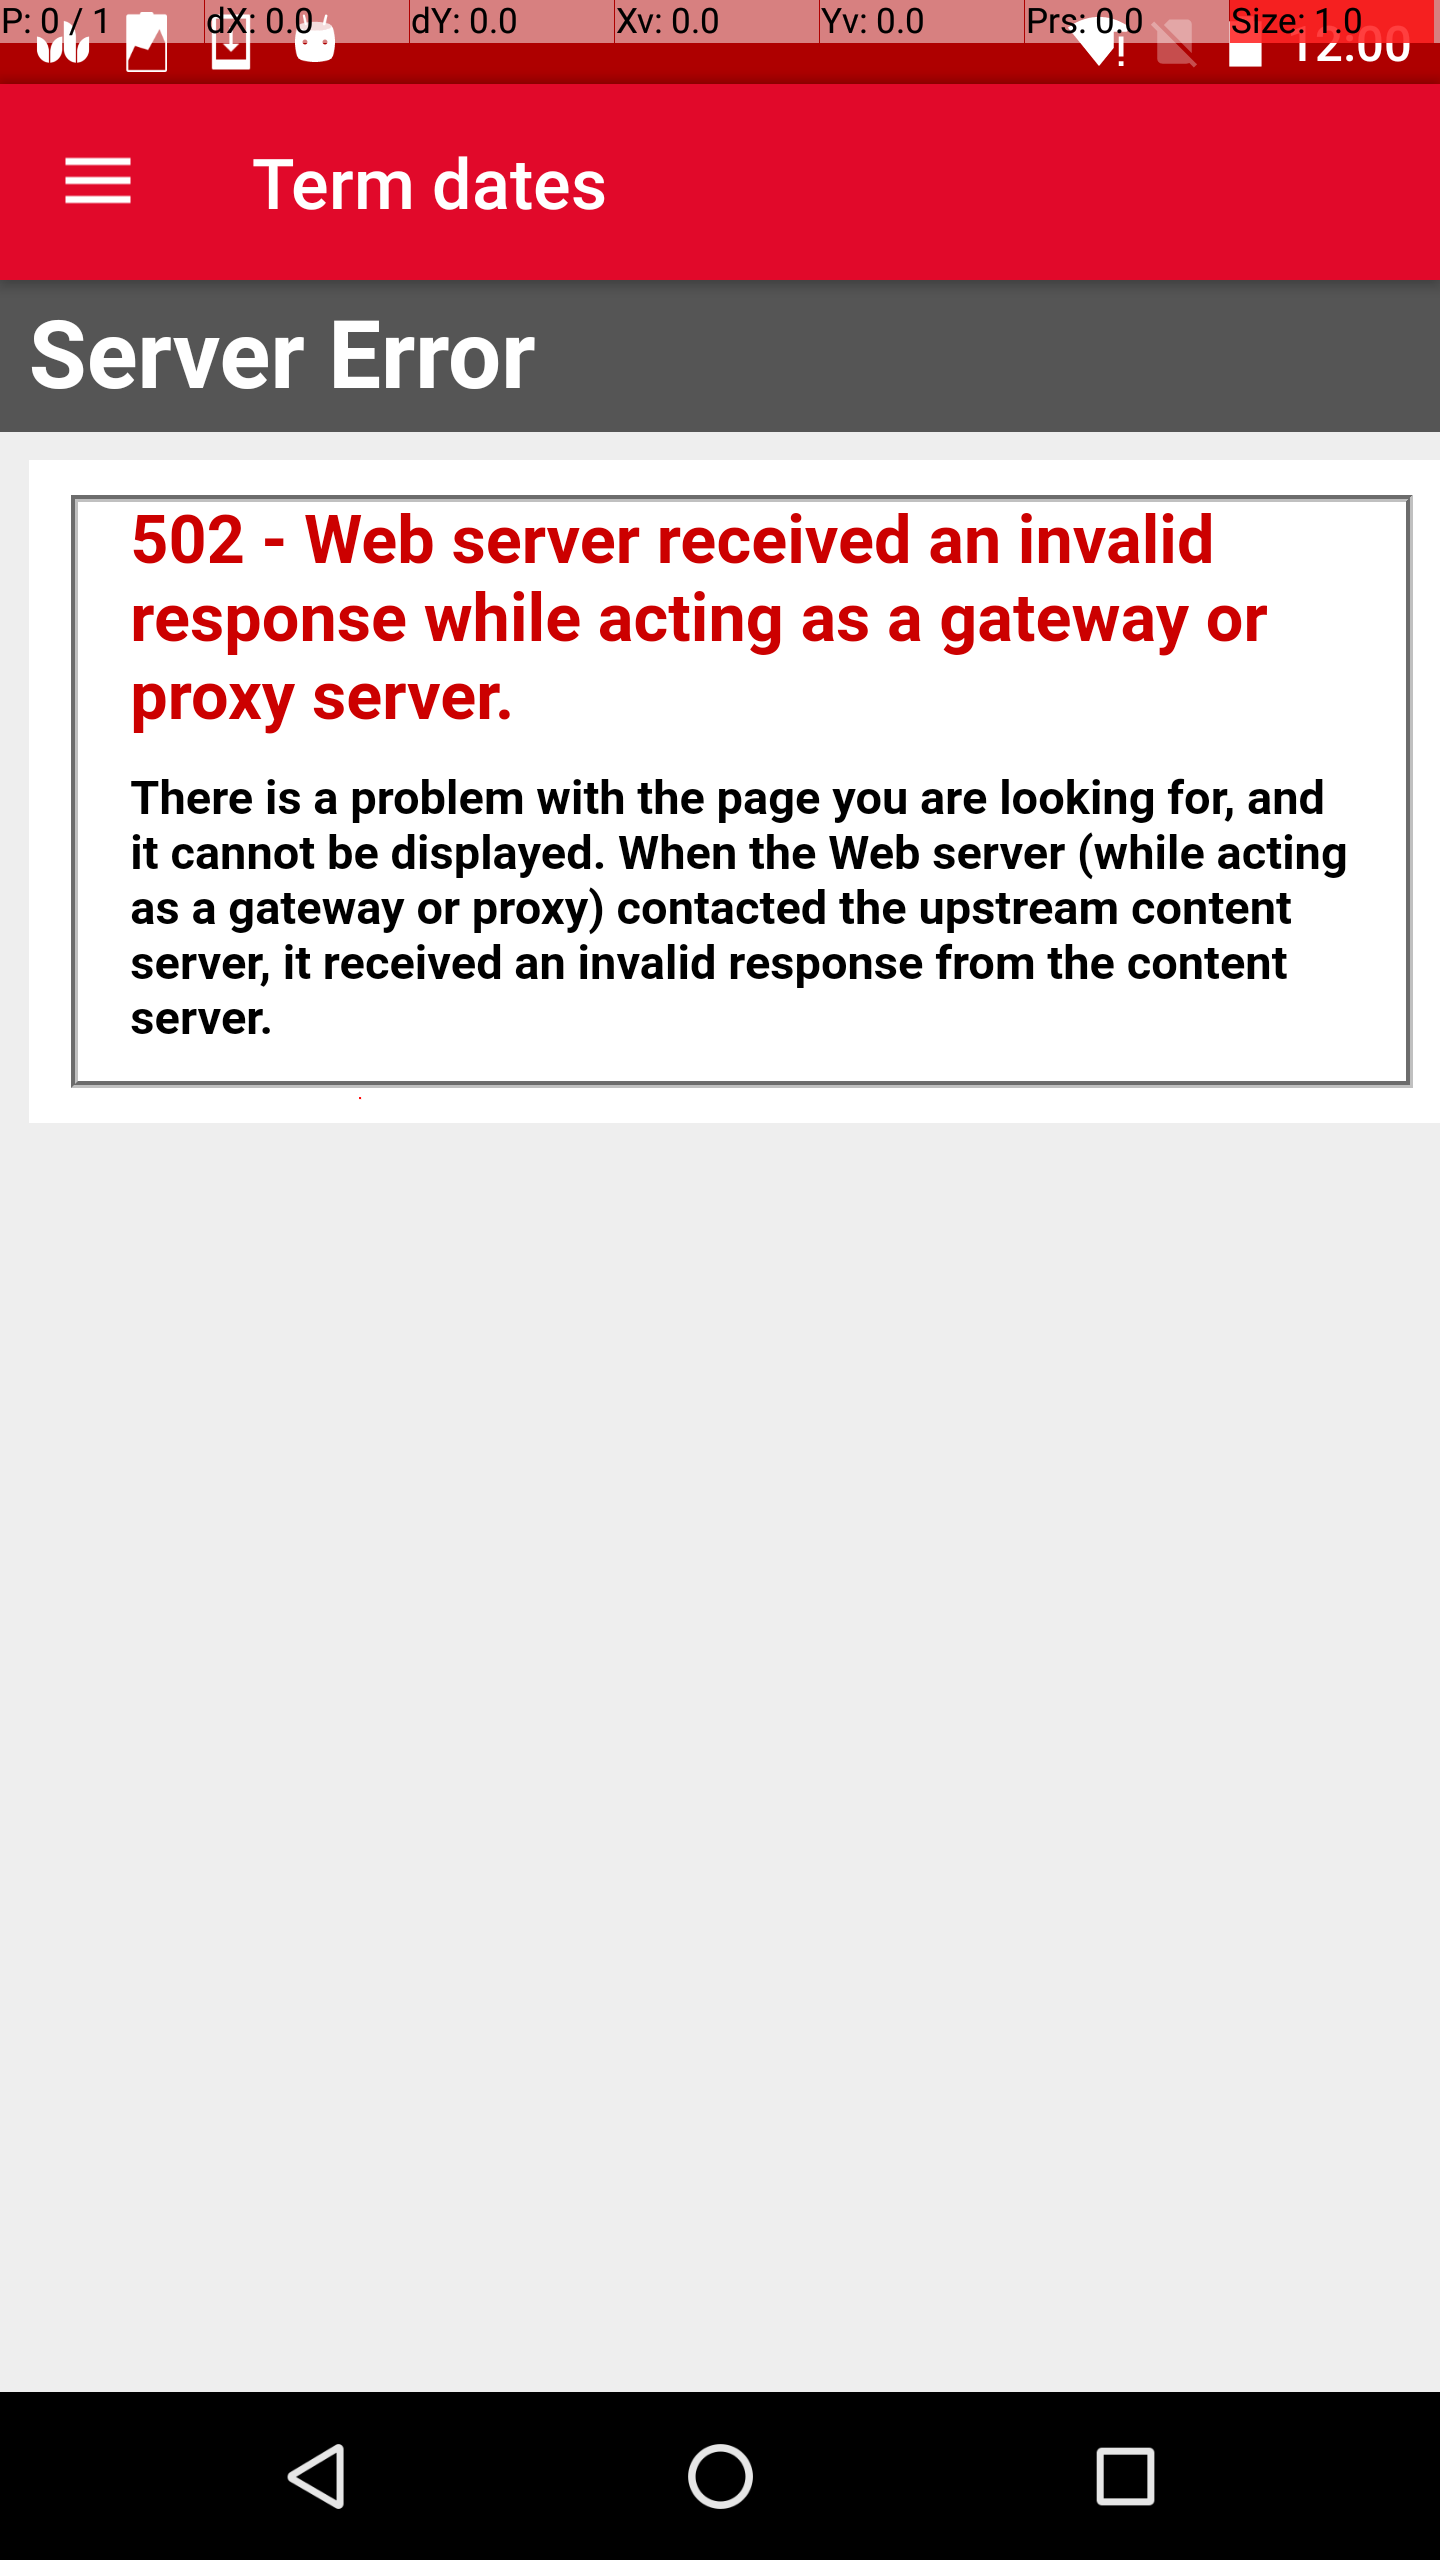 P: 0 / 1 dX: 0.0 dY: 0.0 Xv: 0.0 Yv: 0.0 Prs: 0.0 Size: 1.0
12:00
Term dates
Server Error
502 - Web server received an invalid
response while acting as a gateway or
proxy server.
There is a problem with the page you are looking for, and
it cannot be displayed. When the Web server (while acting
as a gateway or proxy) contacted the upstream content
server, it received an invalid response from the content
server.